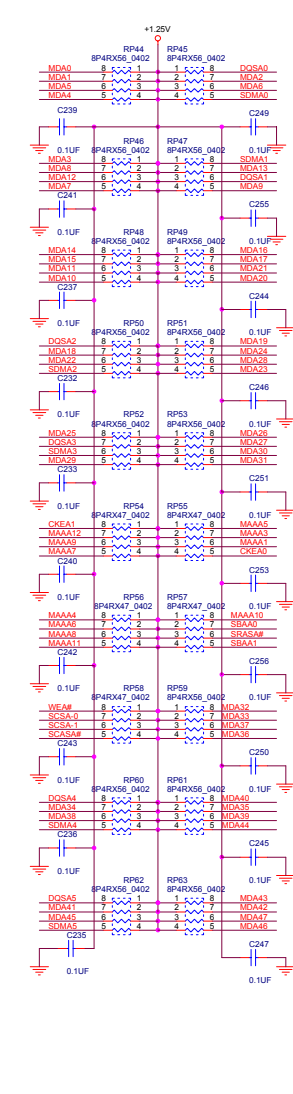 +1.25V
RP44 RP45
8P4RX56_0402 8P4RX56_0402
MDA0 8 1 1 8 DQSA0
MDA1 7 2 2 7 MDA2
MDA5 6 3 3 6 MDA6
MDA4 5 4 4 5 SDMA0
C239 C249
0.1UF 0.1UF
RP46 RP47
8P4RX56_0402 8P4RX56_0402
MDA3 8 1 1 8 SDMA1
MDA8 7 2 2 7 MDA13
MDA12 6 3 3 6 DQSA1
MDA7 5 4 4 5 MDA9
C241 C255
0.1UF 0.1UF
RP48 RP49
8P4RX56_0402 8P4RX56_0402
MDA14 8 1 1 8 MDA16
MDA15 7 2 2 7 MDA17
MDA11 6 3 3 6 MDA21
MDA10 5 4 4 5 MDA20
C237 C244
0.1UF 0.1UF
RP50 RP51
8P4RX56_0402 8P4RX56_0402
DQSA2 8 1 1 8 MDA19
MDA18 7 2 2 7 MDA24
MDA22 6 3 3 6 MDA28
SDMA2 5 4 4 5 MDA23
C232 C246
0.1UF 0.1UF
RP52 RP53
8P4RX56_0402 8P4RX56_0402
MDA25 8 1 1 8 MDA26
DQSA3 7 2 2 7 MDA27
SDMA3 6 3 3 6 MDA30
MDA29 5 4 4 5 MDA31
C233 C251
0.1UF 0.1UF
RP54 RP55
8P4RX47_0402 8P4RX47_0402
CKEA1 8 1 1 8 MAAA5
MAAA12 7 2 2 7 MAAA3
MAAA9 6 3 3 6 MAAA1
MAAA7 5 4 4 5 CKEA0
C240 C253
0.1UF 0.1UF
RP56 RP57
8P4RX47_0402 8P4RX47_0402
MAAA4 8 1 1 8 MAAA10
MAAA6 7 2 2 7 SBAA0
MAAA8 6 3 3 6 SRASA#
MAAA11 5 4 4 5 SBAA1
C242 C256
0.1UF 0.1UF
RP58 RP59
8P4RX47_0402 8P4RX56_0402
WEA# 8 1 1 8 MDA32
SCSA-0 7 2 2 7 MDA33
SCSA-1 6 3 3 6 MDA37
SCASA# 5 4 4 5 MDA36
C243 C250
0.1UF 0.1UF
RP60 RP61
8P4RX56_0402 8P4RX56_0402
DQSA4 8 1 1 8 MDA40
MDA34 7 2 2 7 MDA35
MDA38 6 3 3 6 MDA39
SDMA4 5 4 4 5 MDA44
C236 C245
0.1UF 0.1UF
RP62 RP63
8P4RX56_0402 8P4RX56_0402
DQSA5 8 1 1 8 MDA43
MDA41 7 2 2 7 MDA42
MDA45 6 3 3 6 MDA47
SDMA5 5 4 4 5 MDA46
C235 C247
0.1UF 0.1UF